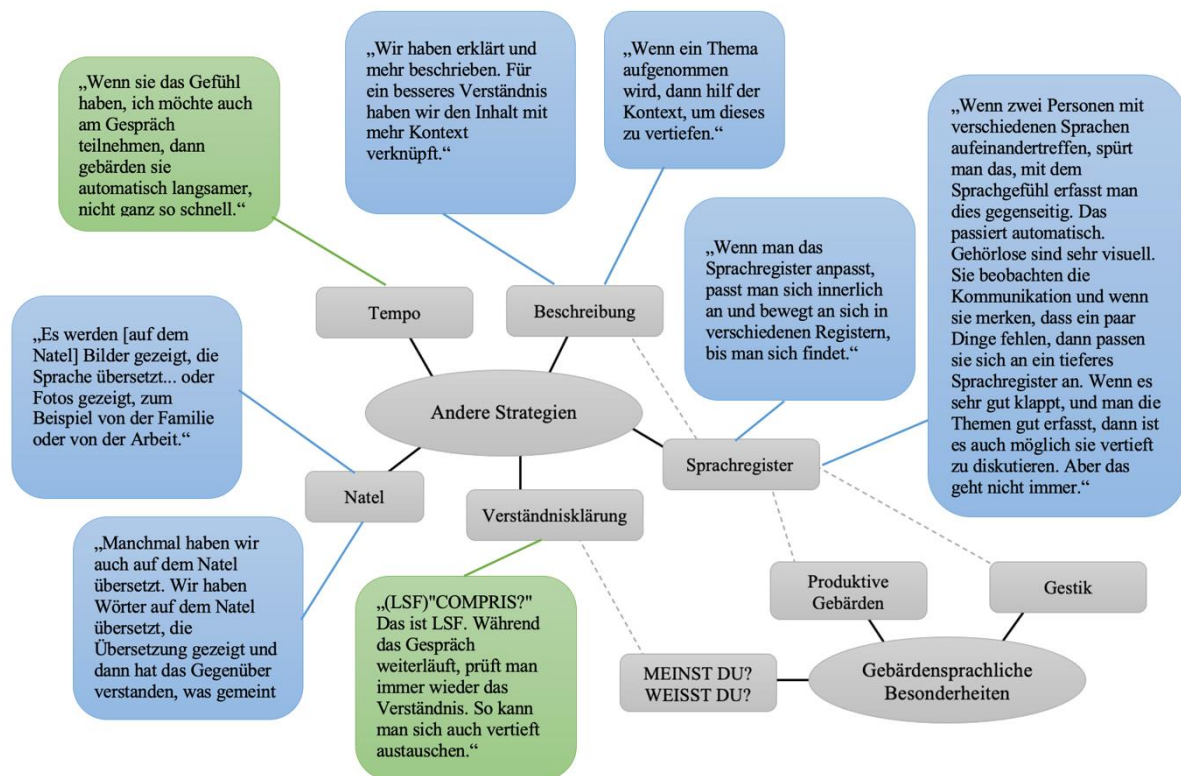 „Wenn sie das Gefühl
haben, ich möchte auch
am Gespräch
teilnehmen, dann
gebärden sie
automatisch langsamer,
nicht ganz so schnell.“
„Wir haben erklärt und
mehr beschrieben. Für
ein besseres Verständnis
haben wir den Inhalt mit
mehr Kontext
verknüpft.“
„Wenn ein Thema
aufgenommen
wird, dann hilf der
Kontext, um dieses
zu vertiefen.“
„Wenn zwei Personen mit
verschiedenen Sprachen
aufeinandertreffen, spürt
man das, mit dem
Sprachgefühl erfasst man
dies gegenseitig. Das
passiert automatisch.
Gehörlose sind sehr visuell.
Sie beobachten die
Kommunikation und wenn
sie merken, dass ein paar
Dinge fehlen, dann passen
sie sich an ein tieferes
Sprachregister an. Wenn es
sehr gut klappt, und man die
Themen gut erfasst, dann ist
es auch möglich sie vertieft
zu diskutieren. Aber das
geht nicht immer.“
„Wenn man das
Sprachregister anpasst,
passt man sich innerlich
an und bewegt an sich in
verschiedenen Registern,
bis man sich findet.“
Tempo
Beschreibung
„Es werden [auf dem
Natel] Bilder gezeigt, die
Sprache übersetzt... oder
Fotos gezeigt, zum
Beispiel von der Familie
oder von der Arbeit.“
Andere Strategien
Sprachregister
Natel
Verständnisklärung
„Manchmal haben wir
auch auf dem Natel
übersetzt. Wir haben
Wörter auf dem Natel
übersetzt, die
Übersetzung gezeigt und
dann hat das Gegenüber
verstanden, was gemeint
„(LSF)"COMPRIS?"
Das ist LSF. Während
das Gespräch
weiterläuft, prüft man
immer wieder das
Verständnis. So kann
man sich auch vertieft
austauschen.“
Produktive
Gebärden
Gestik
MEINST DU?
WEISST DU?
Gebärdensprachliche
Besonderheiten